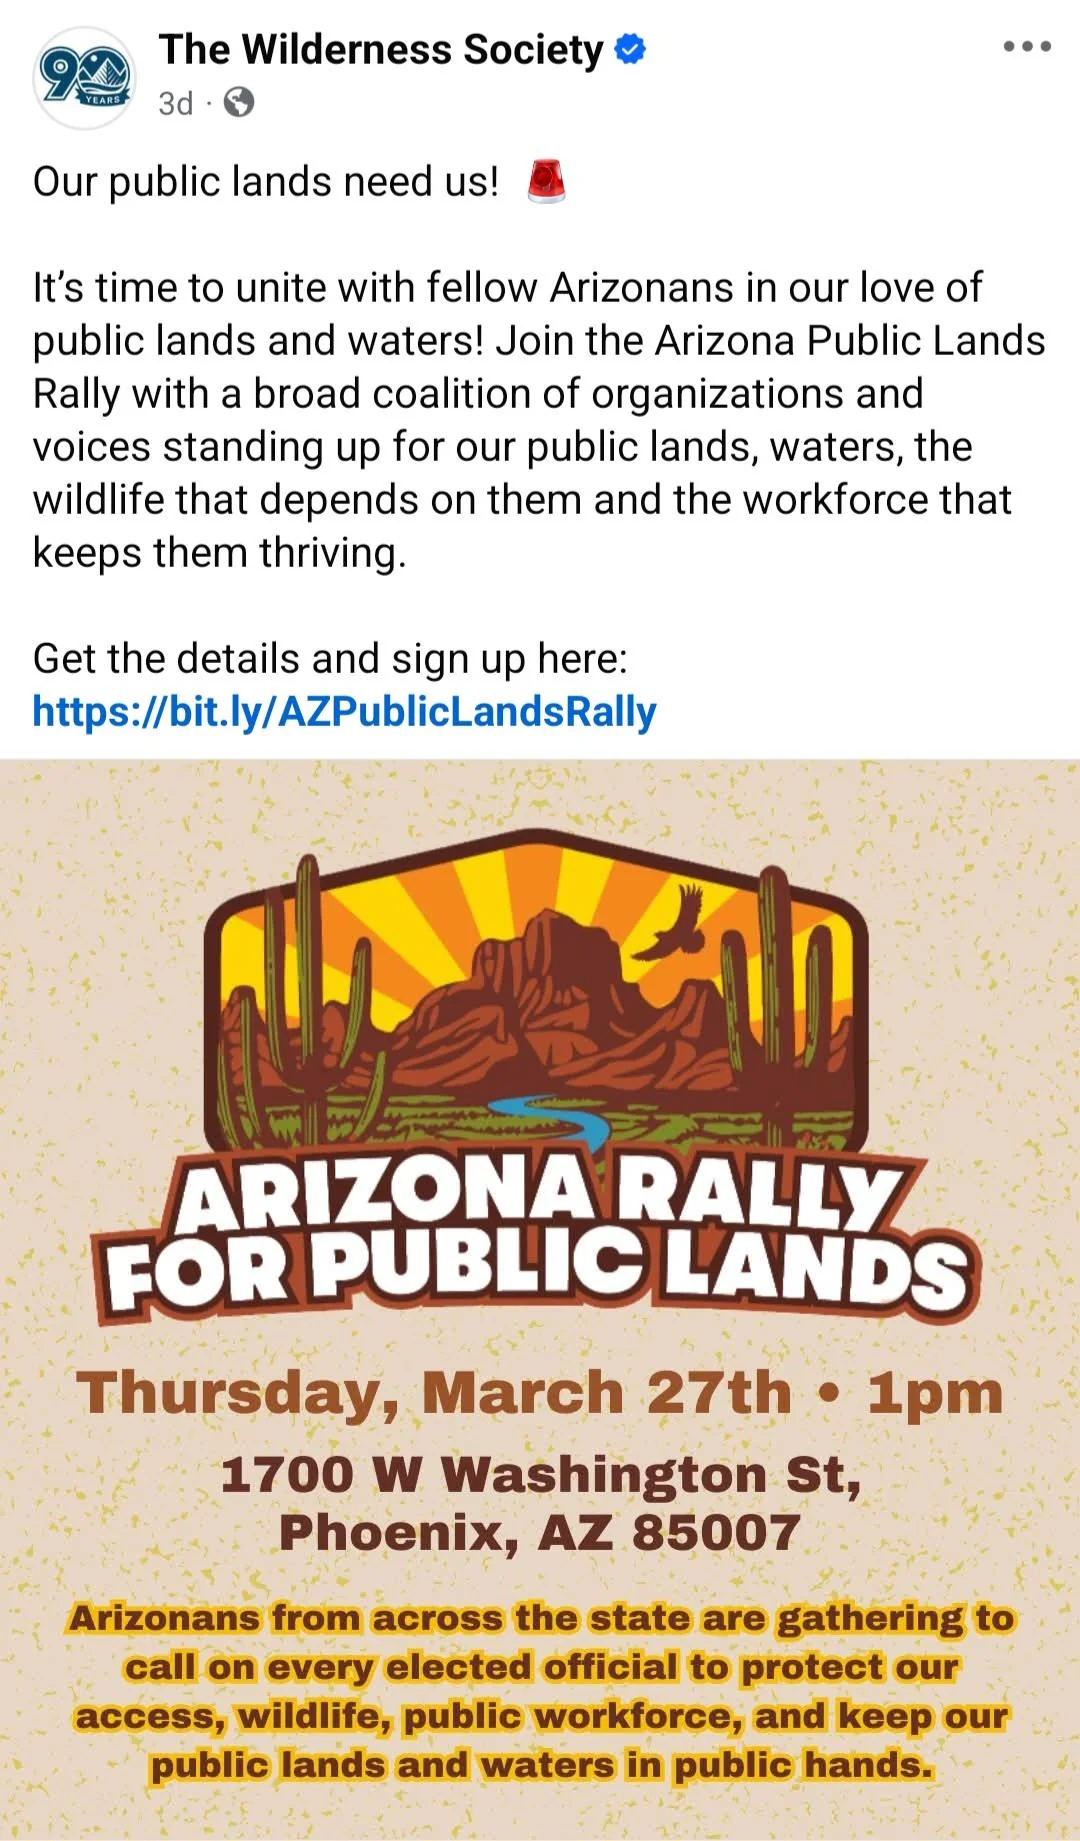 The Wilderness Society
90
YEARS
3d ·
Our public lands need us! 🚨
It’s time to unite with fellow Arizonans in our love of
public lands and waters! Join the Arizona Public Lands
Rally with a broad coalition of organizations and
voices standing up for our public lands, waters, the
wildlife that depends on them and the workforce that
keeps them thriving.
Get the details and sign up here:
https://bit.ly/AZPublicLandsRally
ARIZONA RALLY
FOR PUBLIC LANDS
Thursday, March 27th • 1pm
1700 W Washington St,
Phoenix, AZ 85007
Arizonans from across the state are gathering to
call on every elected official to protect our
access, wildlife, public workforce, and keep our
public lands and waters in public hands.